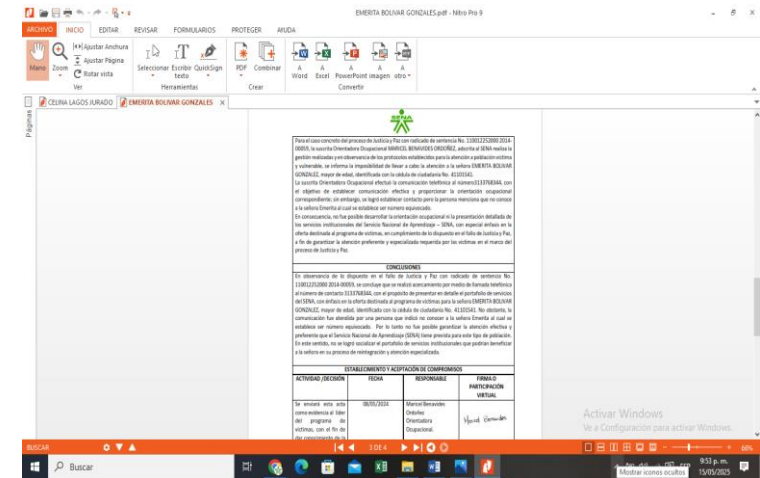 EMERITA BOLIVAR GONZALES.pdf - Nitro Pro 9
ARCHIVO INICIO EDITAR REVISAR FORMULARIOS PROTEGER AYUDA
Mano Zoom Ajustar Anchura Ajustar Página Rotar vista
Seleccionar Escribir texto QuickSign
PDF Combinar
A Word A Excel A PowerPoint A imagen A otro
Ver Herramientas Crear Convertir
CELINA LAGOS JURADO EMERITA BOLIVAR GONZALES
Páginas
SENA
Para el caso concreto del proceso de Justicia y Paz con radicado de sentencia No. 110012252000 2014-
00059, la suscrita Orientadora Ocupacional MARICEL BENAVIDES ORDOÑEZ, adscrita al SENA realiza la
gestión realizadas y en observancia de los protocolos establecidos para la atención a población víctima
y vulnerable, se informa la imposibilidad de llevar a cabo la atención a la señora EMERITA BOLIVAR
GONZALEZ, mayor de edad, identificada con la cédula de ciudadanía No. 41101541.
La suscrita Orientadora Ocupacional efectuó la comunicación telefónica al número3133768344, con
el objetivo de establecer comunicación efectiva y proporcionar la orientación ocupacional
correspondiente; sin embargo, se logró establecer contacto pero la persona menciona que no conoce
a la señora Emerita al cual se establece ser número equivocado.
En consecuencia, no fue posible desarrollar la orientación ocupacional ni la presentación detallada de
los servicios institucionales del Servicio Nacional de Aprendizaje – SENA, con especial énfasis en la
oferta destinada al programa de víctimas, en cumplimiento de lo dispuesto en el fallo de Justicia y Paz,
a fin de garantizar la atención preferente y especializada requerida por las víctimas en el marco del
proceso de Justicia y Paz.
CONCLUSIONES
En observancia de lo dispuesto en el fallo de Justicia y Paz con radicado de sentencia No.
110012252000 2014-00059, se concluye que se realizó acercamiento por medio de llamada telefónica
al número de contacto 3133768344, con el propósito de presentar en detalle el portafolio de servicios
del SENA, con énfasis en la oferta destinada al programa de víctimas para la señora EMERITA BOLIVAR
GONZALEZ, mayor de edad, identificada con la cédula de ciudadanía No. 41101541. No obstante, la
comunicación fue atendida por una persona que indicó no conocer a la señora Emerita al cual se
establece ser número equivocado. Por lo tanto no fue posible garantizar la atención efectiva y
preferente que el Servicio Nacional de Aprendizaje (SENA) tiene prevista para este tipo de población.
En este sentido, no se logró socializar el portafolio de servicios institucionales que podrían beneficiar
a la señora en su proceso de reintegración y atención especializada.
ESTABLECIMIENTO Y ACEPTACIÓN DE COMPROMISOS
ACTIVIDAD /DECISIÓN FECHA RESPONSABLE FIRMA O
PARTICIPACIÓN
VIRTUAL
Se enviará esta acta 08/05/2024 Maricel Benavides
como evidencia al líder Ordoñez
del programa de Orientadora
víctimas, con el fin de Ocupacional.
dar conocimiento de la
Maricel Benavides
Activar Windows
Ve a Configuración para activar Windows.
BUSCAR 3 DE 4 68%
Buscar
ESP 9:53 p. m.
Mostrar iconos ocultos 15/05/2025